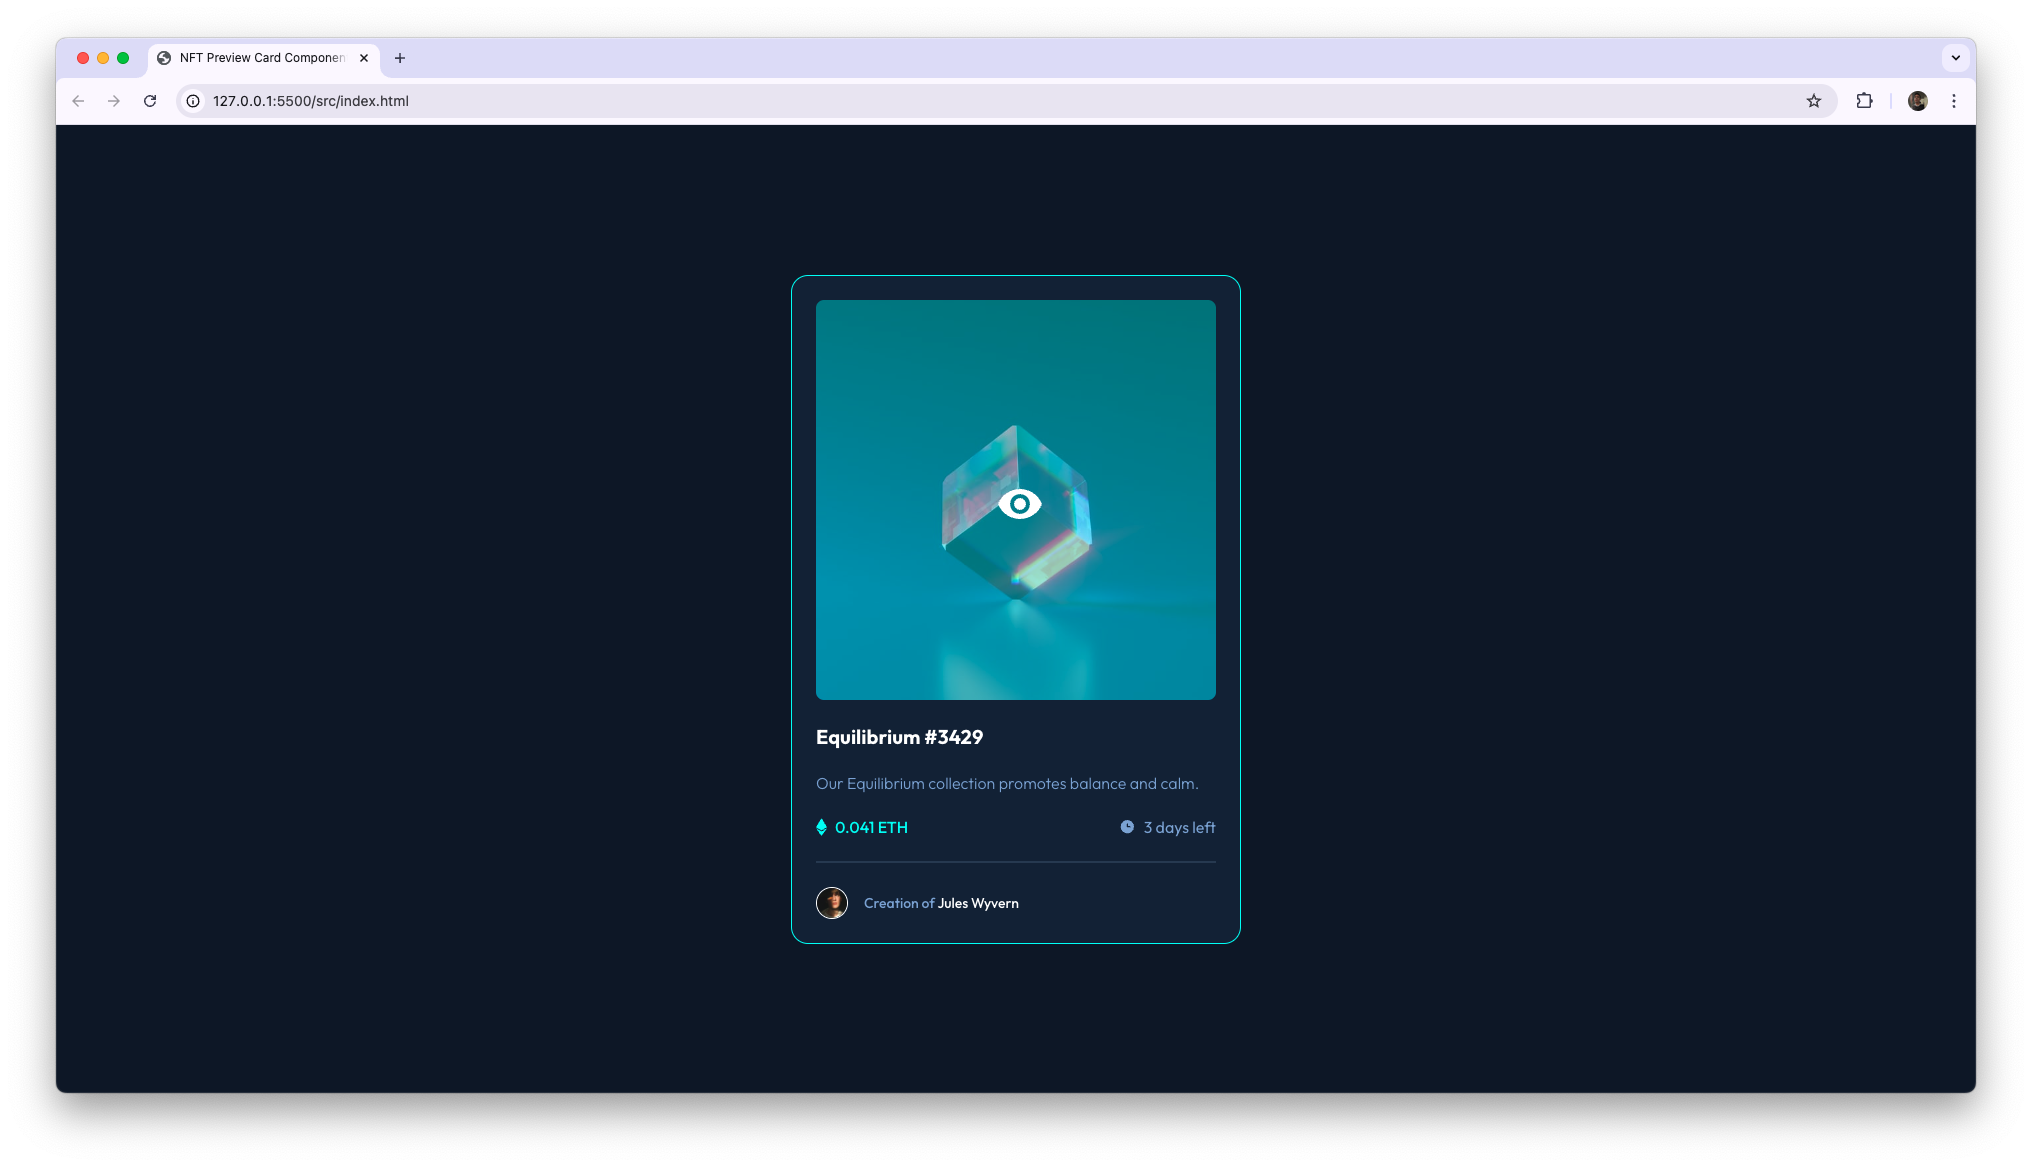 NFT Preview Card Componen
127.0.0.1:5500/src/index.html
Equilibrium #3429
Our Equilibrium collection promotes balance and calm.
0.041 ETH
3 days left
Creation of Jules Wyvern